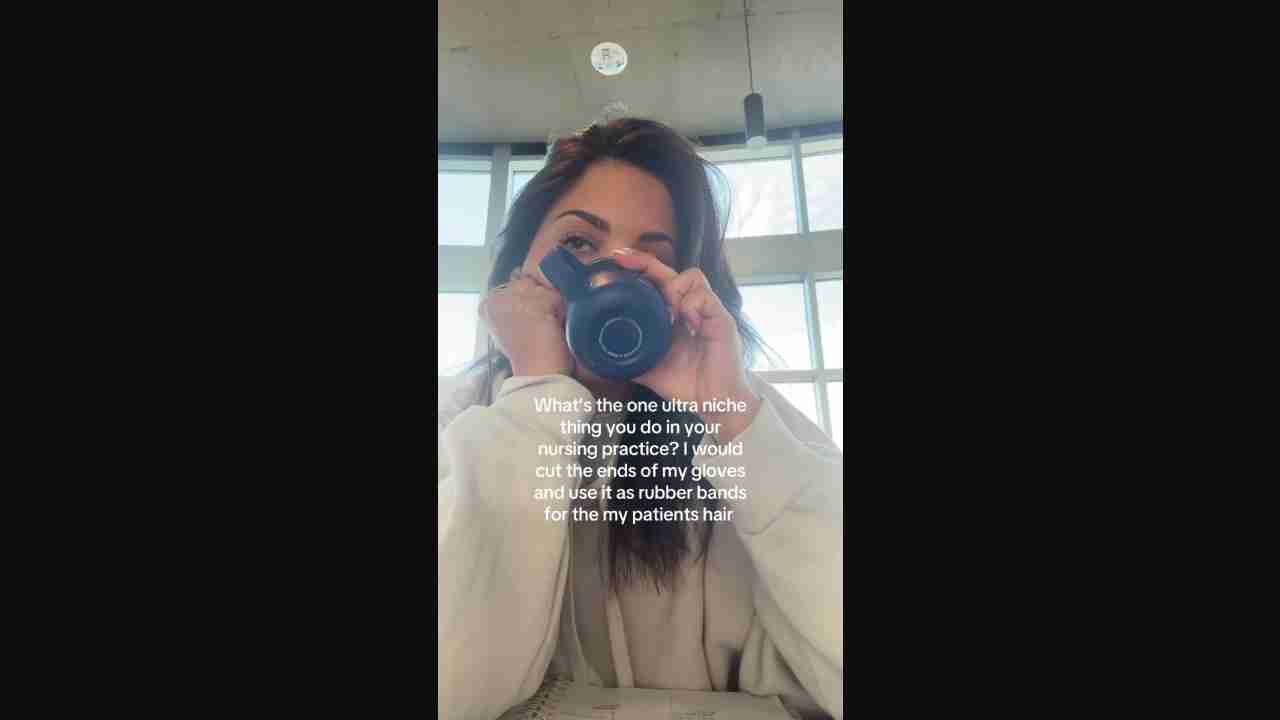 What's the one ultra niche
thing you do in your
nursing practice? I would
cut the ends of my gloves
and use it as rubber bands
for the my patients hair